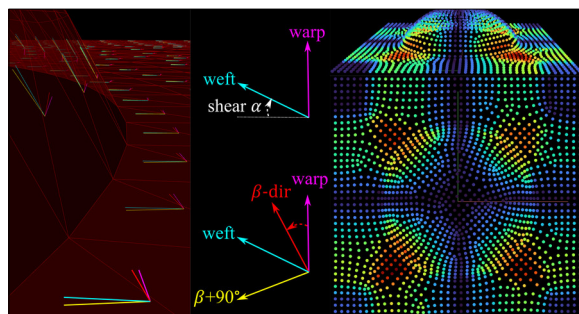 warp
weft
shear α
β-dir
warp
weft
β+90°